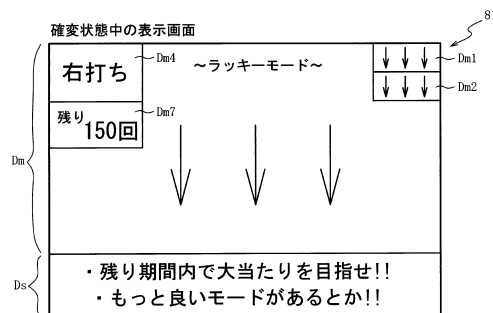 確変状態中の表示画面
81
右打ち
Dm4
~ラッキーモード~
Dm1
Dm2
残り
150回
Dm7
Dm
・残り期間内で大当たりを目指せ!!
・もっと良いモードがあるとか!!
Ds